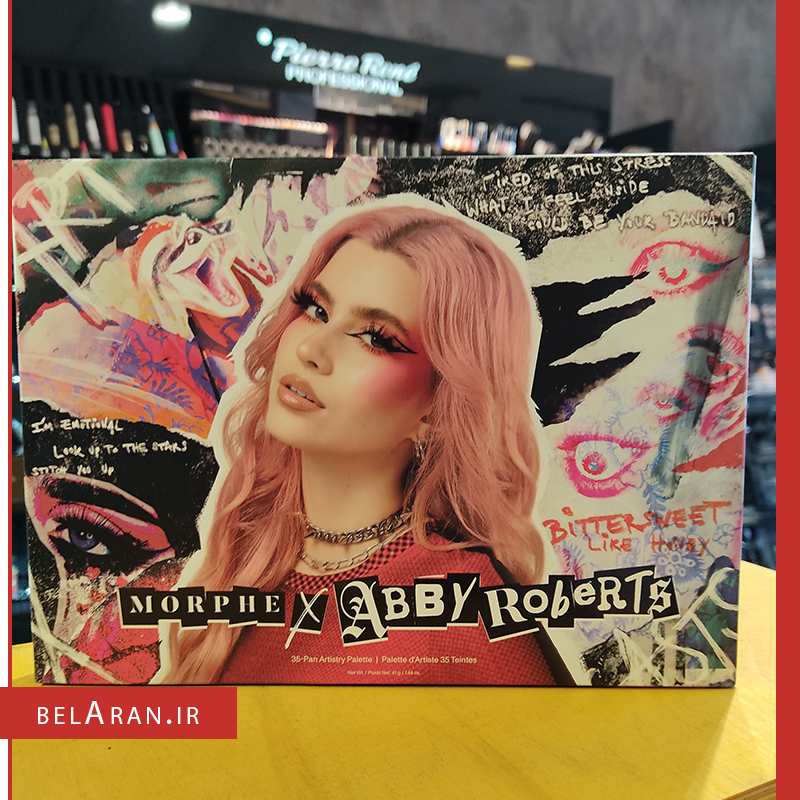 Pierre René
PROFESSIONAL
TIRED OF THIS STRESS
WHAT I FEEL INSIDE
I COULD BE YOUR BANDAID
I'M EMOTIONAL
LOOK UP TO THE STARS
STITCH YOU UP
BITTERSWEET
LIKE HONEY
MORPHE X ABBY ROBERTS
35-Pan Artistry Palette | Palette d'Artiste 35 Teintes
BELARAN.IR